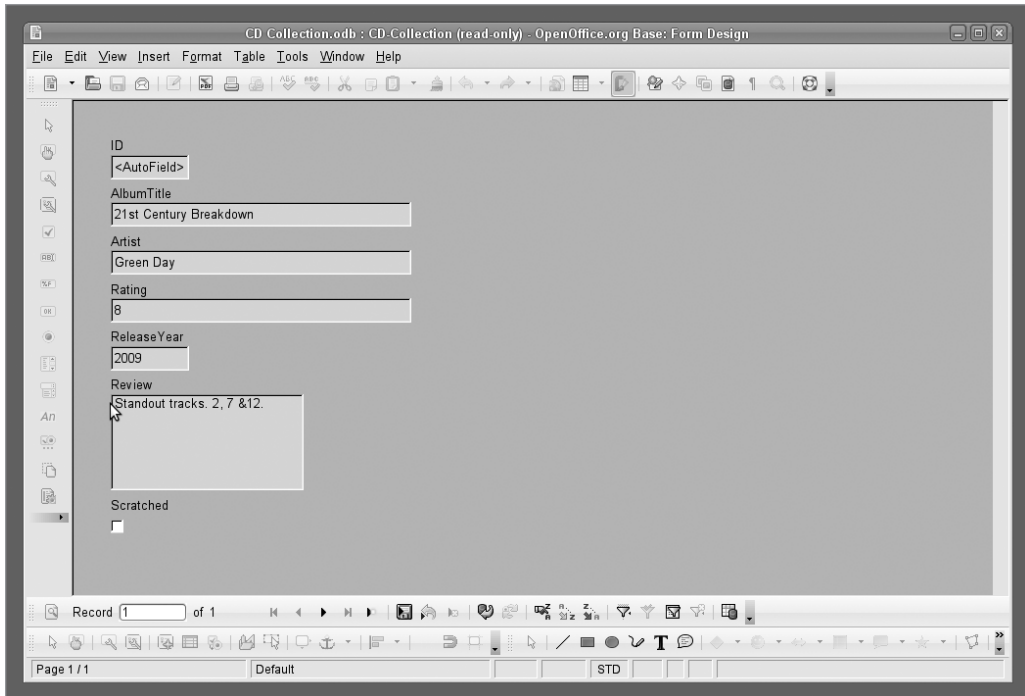 CD Collection.odb : CD-Collection (read-only) - OpenOffice.org Base: Form Design
File Edit View Insert Format Table Tools Window Help
ID
<AutoField>
AlbumTitle
21st Century Breakdown
Artist
Green Day
Rating
8
ReleaseYear
2009
Review
Standout tracks. 2, 7 &12.
Scratched
Record 1 of 1
Page 1 / 1 Default STD